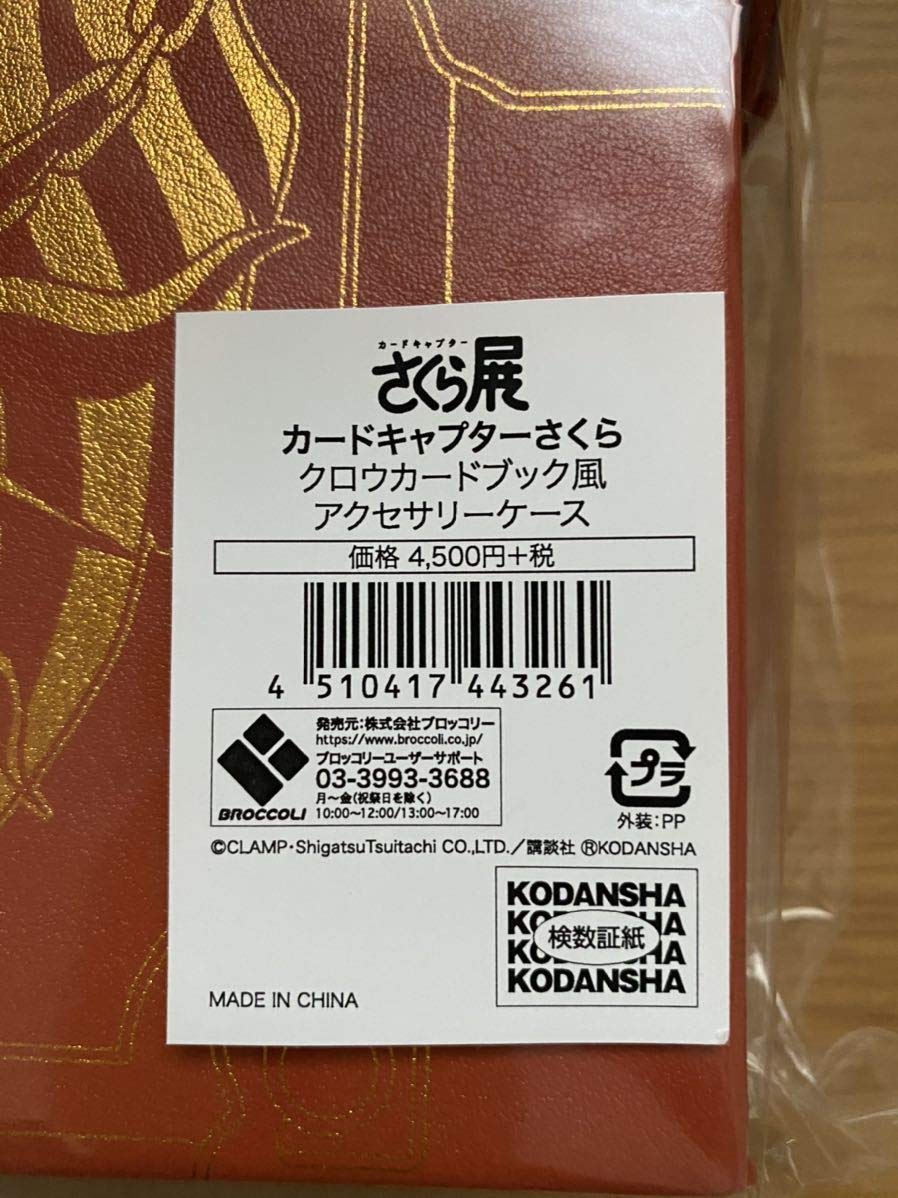 カードキャプター
さくら展
カードキャプターさくら
クロウカードブック風
アクセサリーケース
価格 4,500円+税
4 510417 443261
発売元:株式会社ブロッコリー
https://www.broccoli.co.jp/
ブロッコリーユーザーサポート
03-3993-3688
月〜金(祝祭日を除く)
10:00〜12:00/13:00〜17:00
BROCCOLI
プラ
外装:PP
©CLAMP・ShigatsuTsuitachi CO.,LTD./講談社 ®KODANSHA
KODANSHA
検数証紙
KODANSHA
MADE IN CHINA